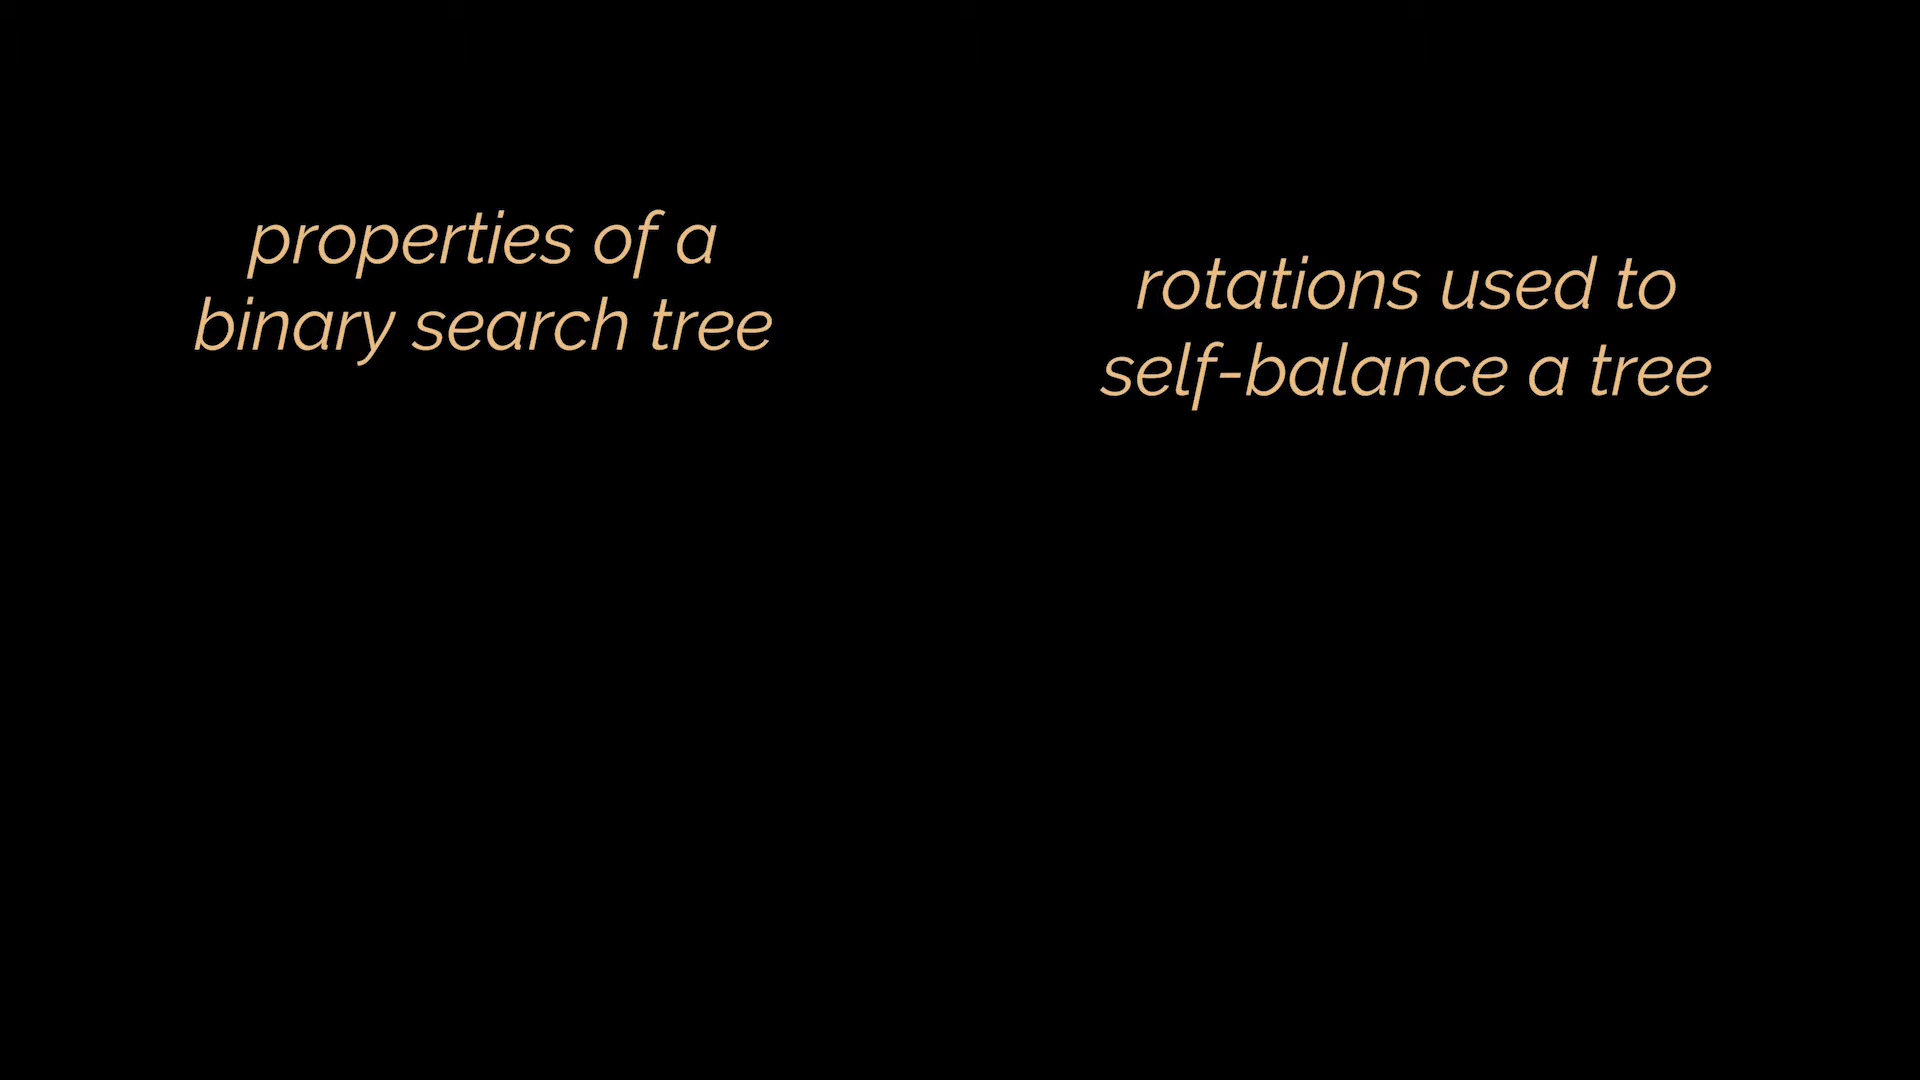 properties of a
binary search tree
rotations used to
self-balance a tree